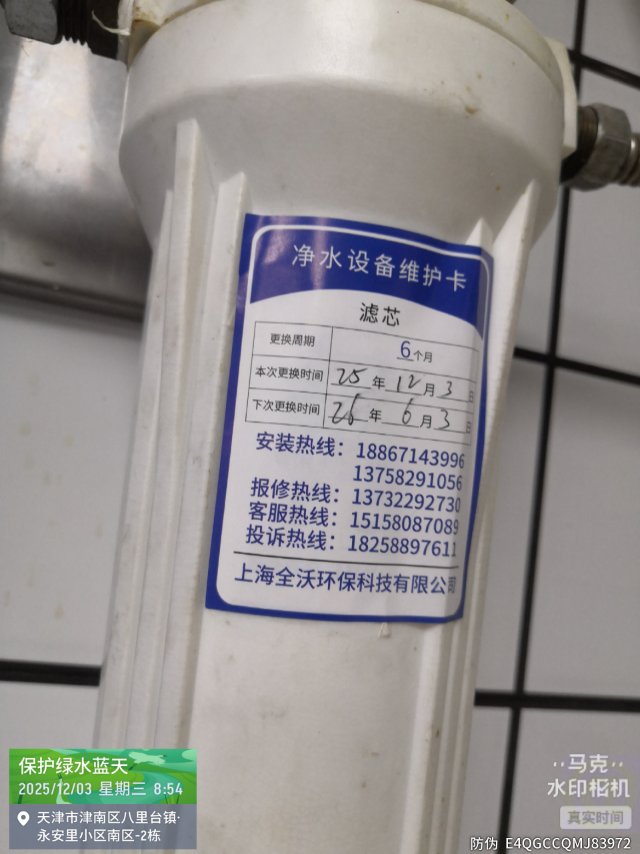 净水设备维护卡
滤芯
更换周期 6个月
本次更换时间 25年12月3日
下次更换时间 26年6月3日
安装热线：18867143996
13758291056
报修热线：13732292730
客服热线：15158087089
投诉热线：18258897611
上海全沃环保科技有限公司
保护绿水蓝天
2025/12/03 星期三 8:54
天津市津南区八里台镇·
永安里小区南区-2栋
马克
水印相机
真实时间
防伪 E4QGCCQMJ83972